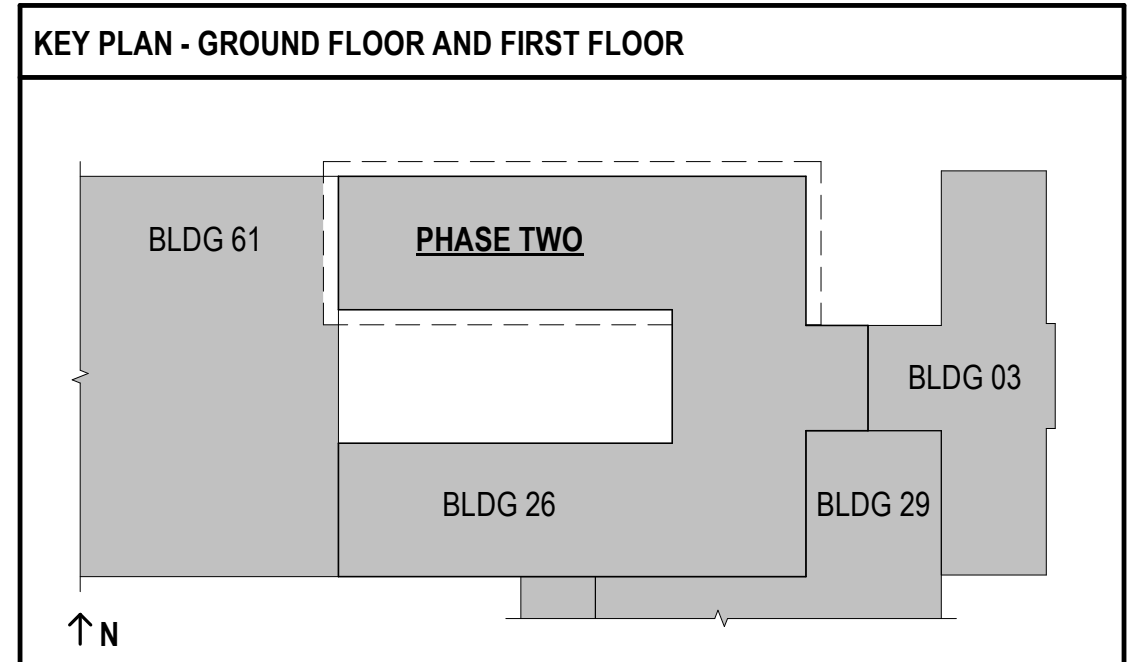 KEY PLAN - GROUND FLOOR AND FIRST FLOOR
BLDG 61
PHASE TWO
BLDG 03
BLDG 26
BLDG 29
N